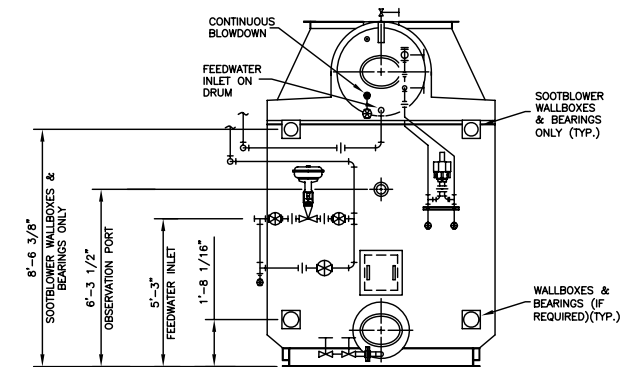 CONTINUOUS
BLOWDOWN
FEEDWATER
INLET ON
DRUM
SOOTBLOWER
WALLBOXES
& BEARINGS
ONLY (TYP.)
8'-6 3/8"
SOOTBLOWER WALLBOXES &
BEARINGS ONLY
6'-3 1/2"
OBSERVATION PORT
5'-3"
FEEDWATER INLET
1'-8 1/16"
WALLBOXES &
BEARINGS (IF
REQUIRED)(TYP.)